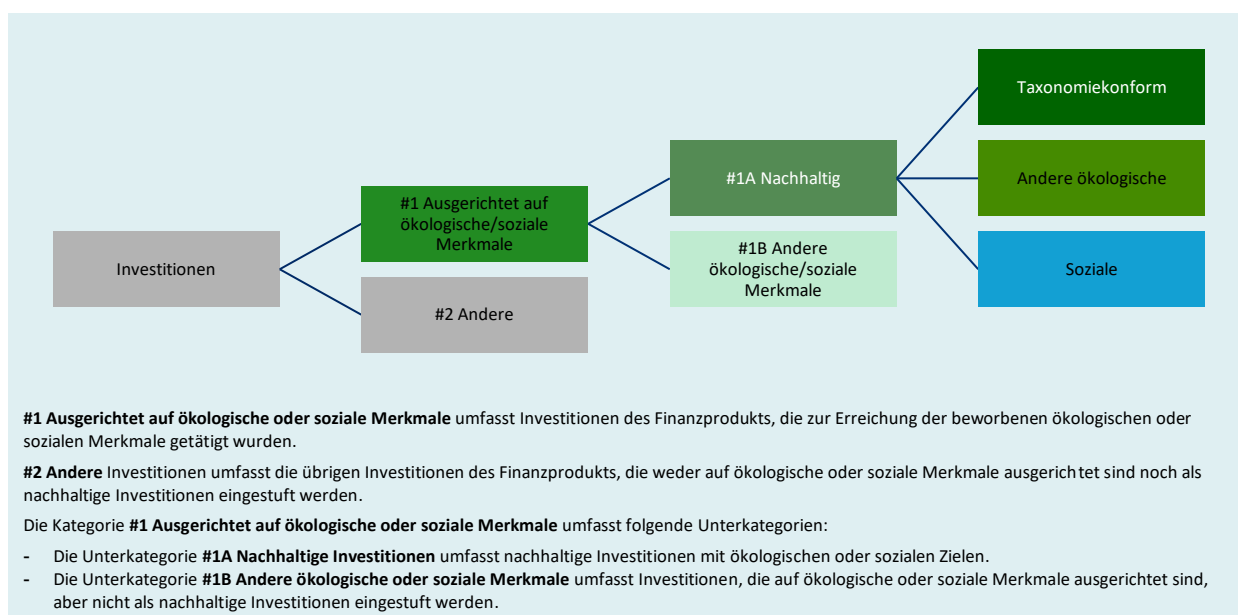 Taxonomiekonform
#1A Nachhaltig
Andere ökologische
#1 Ausgerichtet auf
ökologische/soziale
Merkmale
#1B Andere
ökologische/soziale
Merkmale
Investitionen
Soziale
#2 Andere
#1 Ausgerichtet auf ökologische oder soziale Merkmale umfasst Investitionen des Finanzprodukts, die zur Erreichung der beworbenen ökologischen oder
sozialen Merkmale getätigt wurden.
#2 Andere Investitionen umfasst die übrigen Investitionen des Finanzprodukts, die weder auf ökologische oder soziale Merkmale ausgerichtet sind noch als
nachhaltige Investitionen eingestuft werden.
Die Kategorie #1 Ausgerichtet auf ökologische oder soziale Merkmale umfasst folgende Unterkategorien:
- Die Unterkategorie #1A Nachhaltige Investitionen umfasst nachhaltige Investitionen mit ökologischen oder sozialen Zielen.
- Die Unterkategorie #1B Andere ökologische oder soziale Merkmale umfasst Investitionen, die auf ökologische oder soziale Merkmale ausgerichtet sind,
aber nicht als nachhaltige Investitionen eingestuft werden.